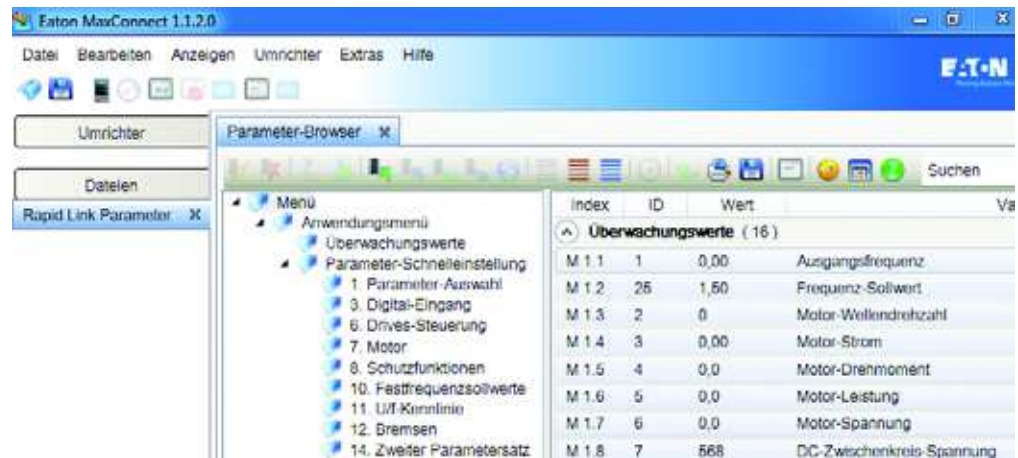 Eaton MaxConnect 1.1.2.0
Datei Bearbeiten Anzeigen Umrichter Extras Hilfe
EATON
Umrichter
Dateien
Rapid Link Parameter
Parameter-Browser
Suchen
Menü
Anwendungsmenü
Überwachungswerte
Parameter-Schnelleinstellung
1. Parameter-Auswahl
3. Digital-Eingang
6. Drives-Steuerung
7. Motor
8. Schutzfunktionen
10. Festfrequenzsollwerte
11. U/f-Kennlinie
12. Bremsen
14. Zweiter Parametersatz
Index ID Wert Va
Überwachungswerte ( 16 )
M 1.1 1 0,00 Ausgangsfrequenz
M 1.2 25 1,50 Frequenz-Sollwert
M 1.3 2 0 Motor-Wellendrehzahl
M 1.4 3 0,00 Motor-Strom
M 1.5 4 0,0 Motor-Drehmoment
M 1.6 5 0,0 Motor-Leistung
M 1.7 6 0,0 Motor-Spannung
M 1.8 7 568 DC-Zwischenkreis-Spannung